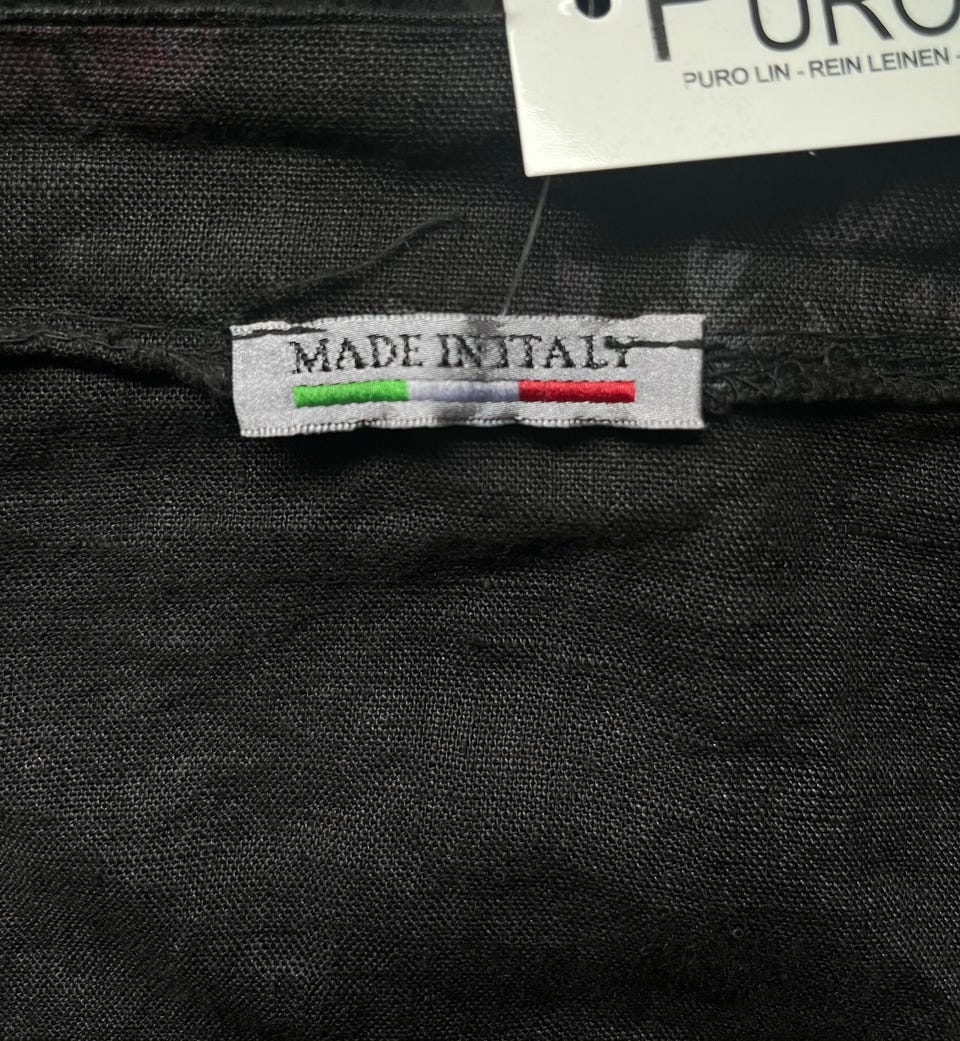 PURO
PURO LIN - REIN LEINEN -
MADE IN ITALY